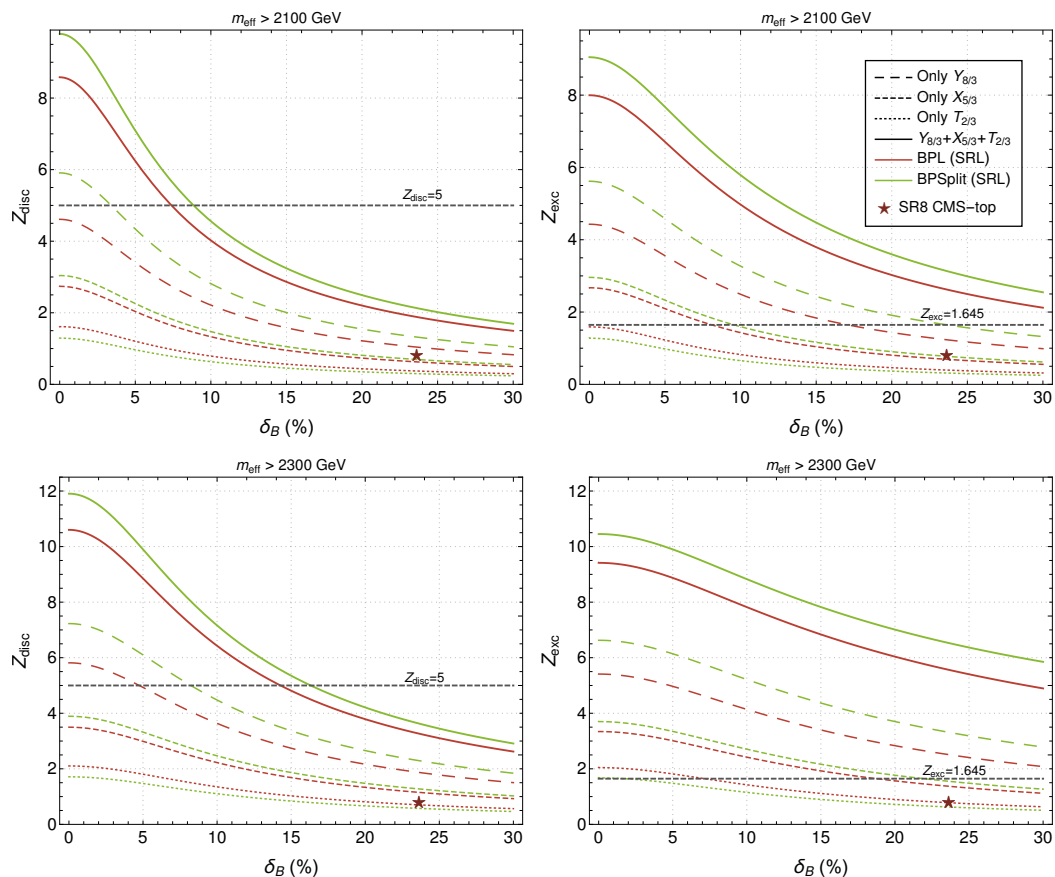 m_eff > 2100 GeV
Z_disc
8
6
4
2
0
Z_disc=5
0 5 10 15 20 25 30
δ_B (%)
m_eff > 2100 GeV
Z_exc
8
6
4
2
0
Only Y_8/3
Only X_5/3
Only T_2/3
Y_8/3+X_5/3+T_2/3
BPL (SRL)
BPSplit (SRL)
★ SR8 CMS-top
Z_exc=1.645
0 5 10 15 20 25 30
δ_B (%)
m_eff > 2300 GeV
Z_disc
12
10
8
6
4
2
0
Z_disc=5
0 5 10 15 20 25 30
δ_B (%)
m_eff > 2300 GeV
Z_exc
12
10
8
6
4
2
0
Z_exc=1.645
0 5 10 15 20 25 30
δ_B (%)